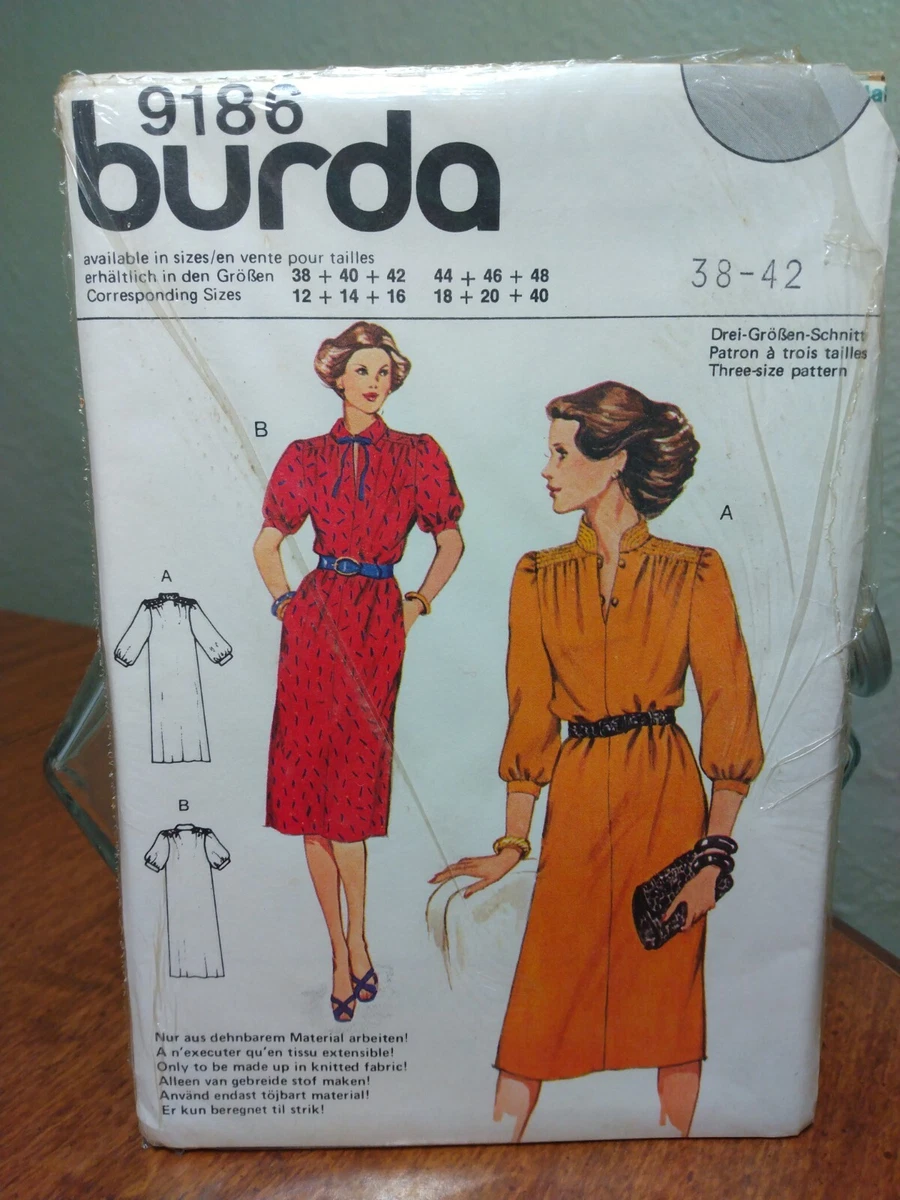 9186
burda
available in sizes/en vente pour tailles
erhältlich in den Größen 38 + 40 + 42 44 + 46 + 48
Corresponding Sizes 12 + 14 + 16 18 + 20 + 40
38-42
Drei-Größen-Schnitt
Patron à trois tailles
Three-size pattern
B
A
A
B
Nur aus dehnbarem Material arbeiten!
A n'executer qu'en tissu extensible!
Only to be made up in knitted fabric!
Alleen van gebreide stof maken!
Använd endast töjbart material!
Er kun beregnet til strik!